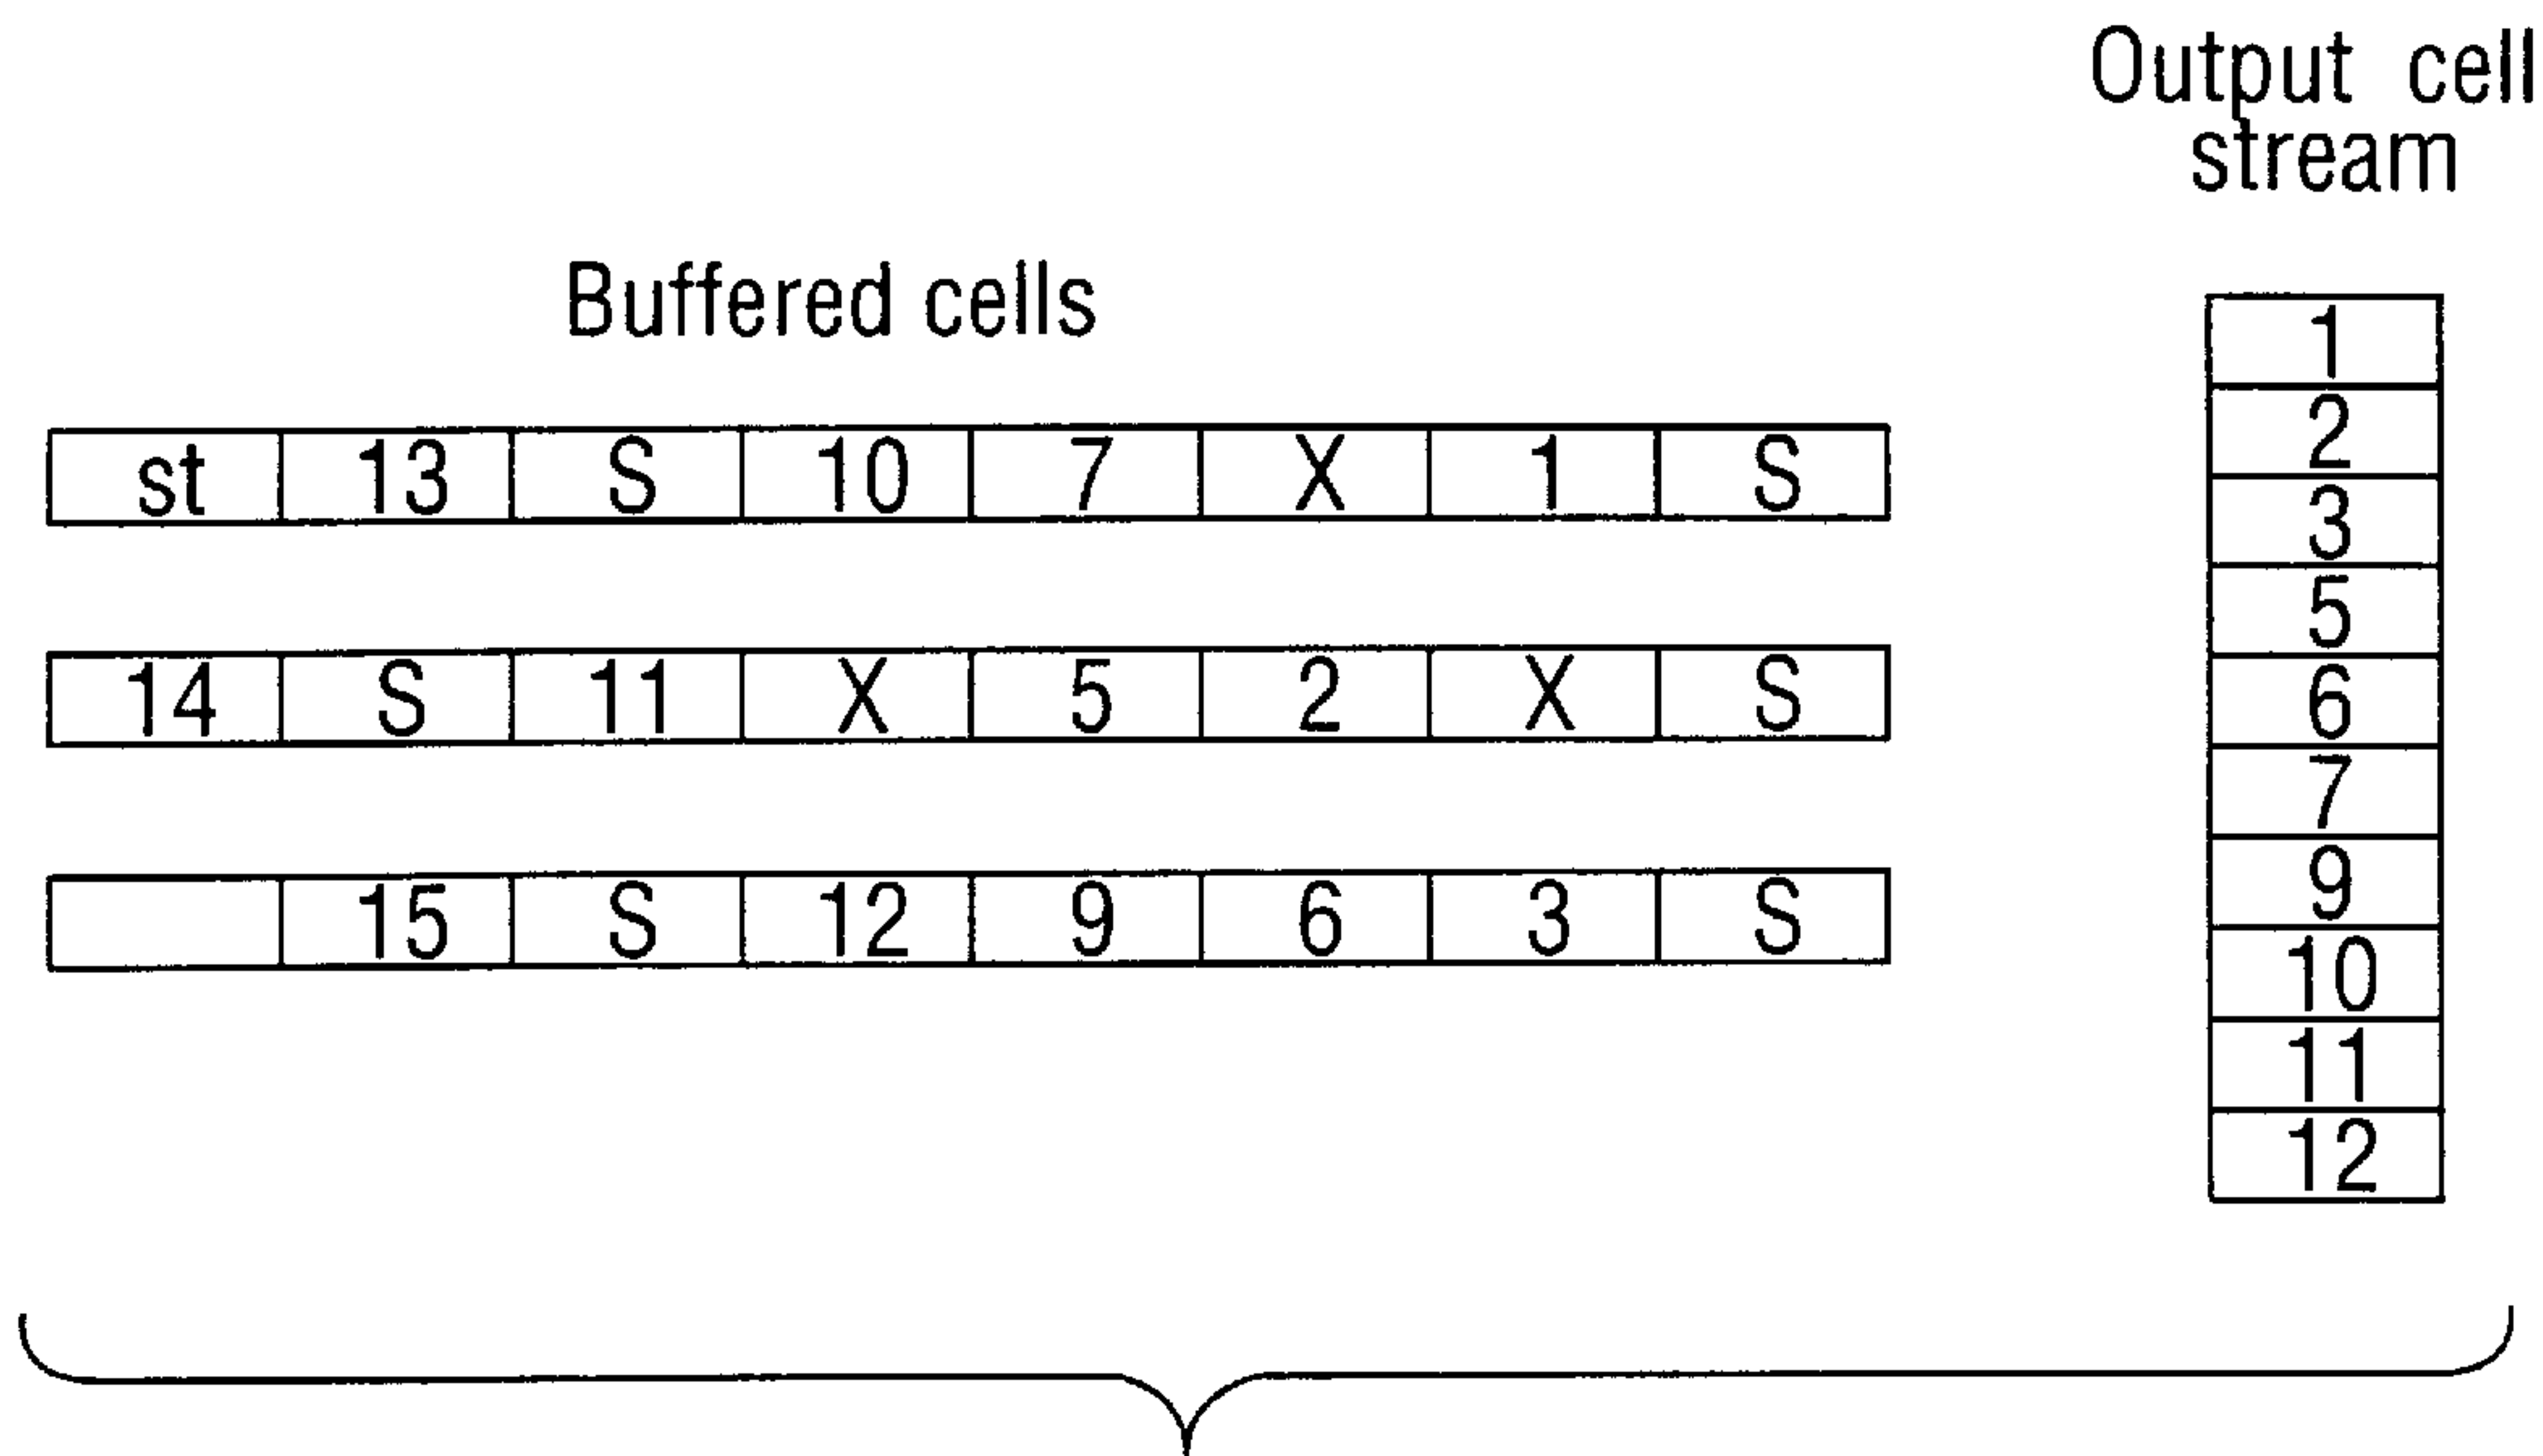 Output cell
stream
Buffered cells
st 13 S 10 7 X 1 S
14 S 11 X 5 2 X S
15 S 12 9 6 3 S
1
2
3
5
6
7
9
10
11
12